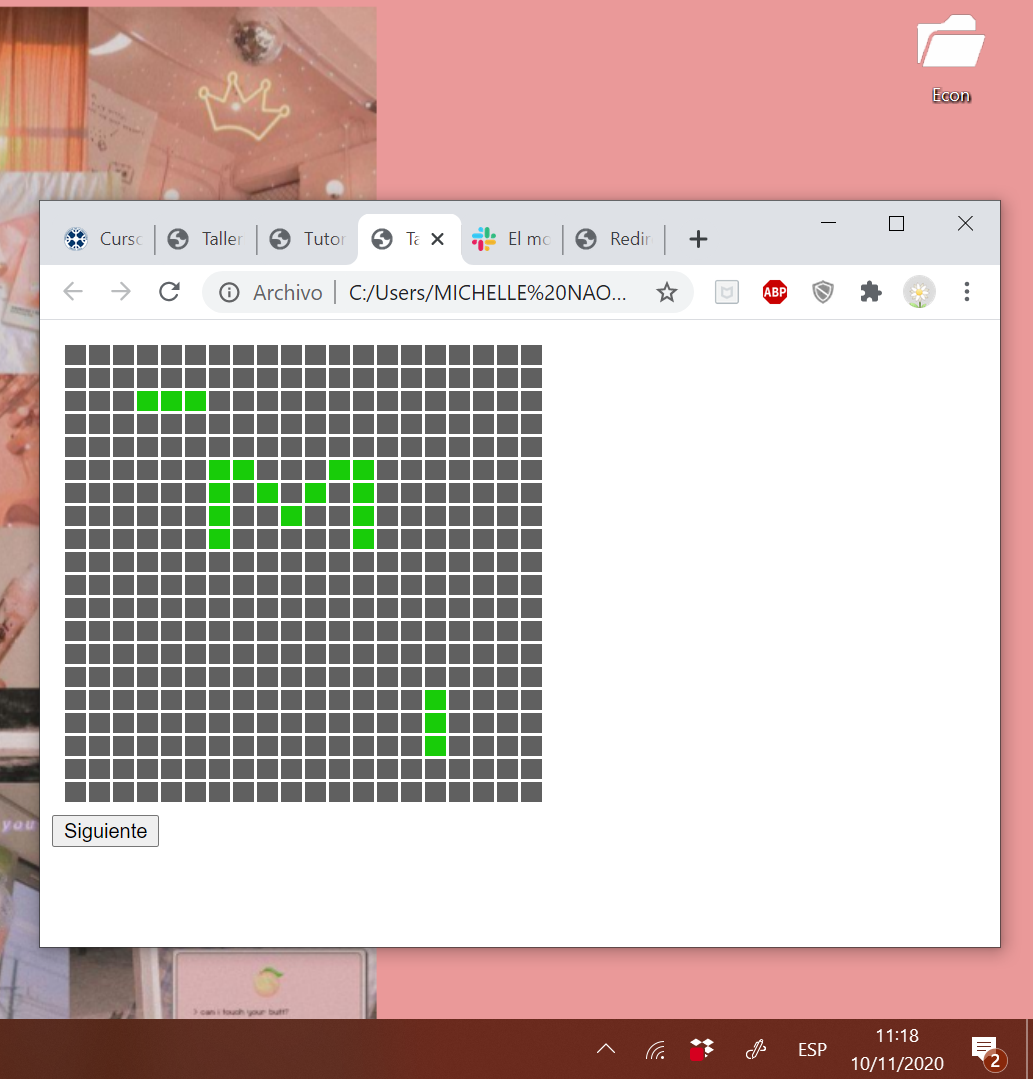 Econ
Curso
Taller
Tutor
Ta
El mo
Redir
Archivo
C:/Users/MICHELLE%20NAO...
ABP
Siguiente
you
? can i touch your butt?
ESP
11:18
10/11/2020
2